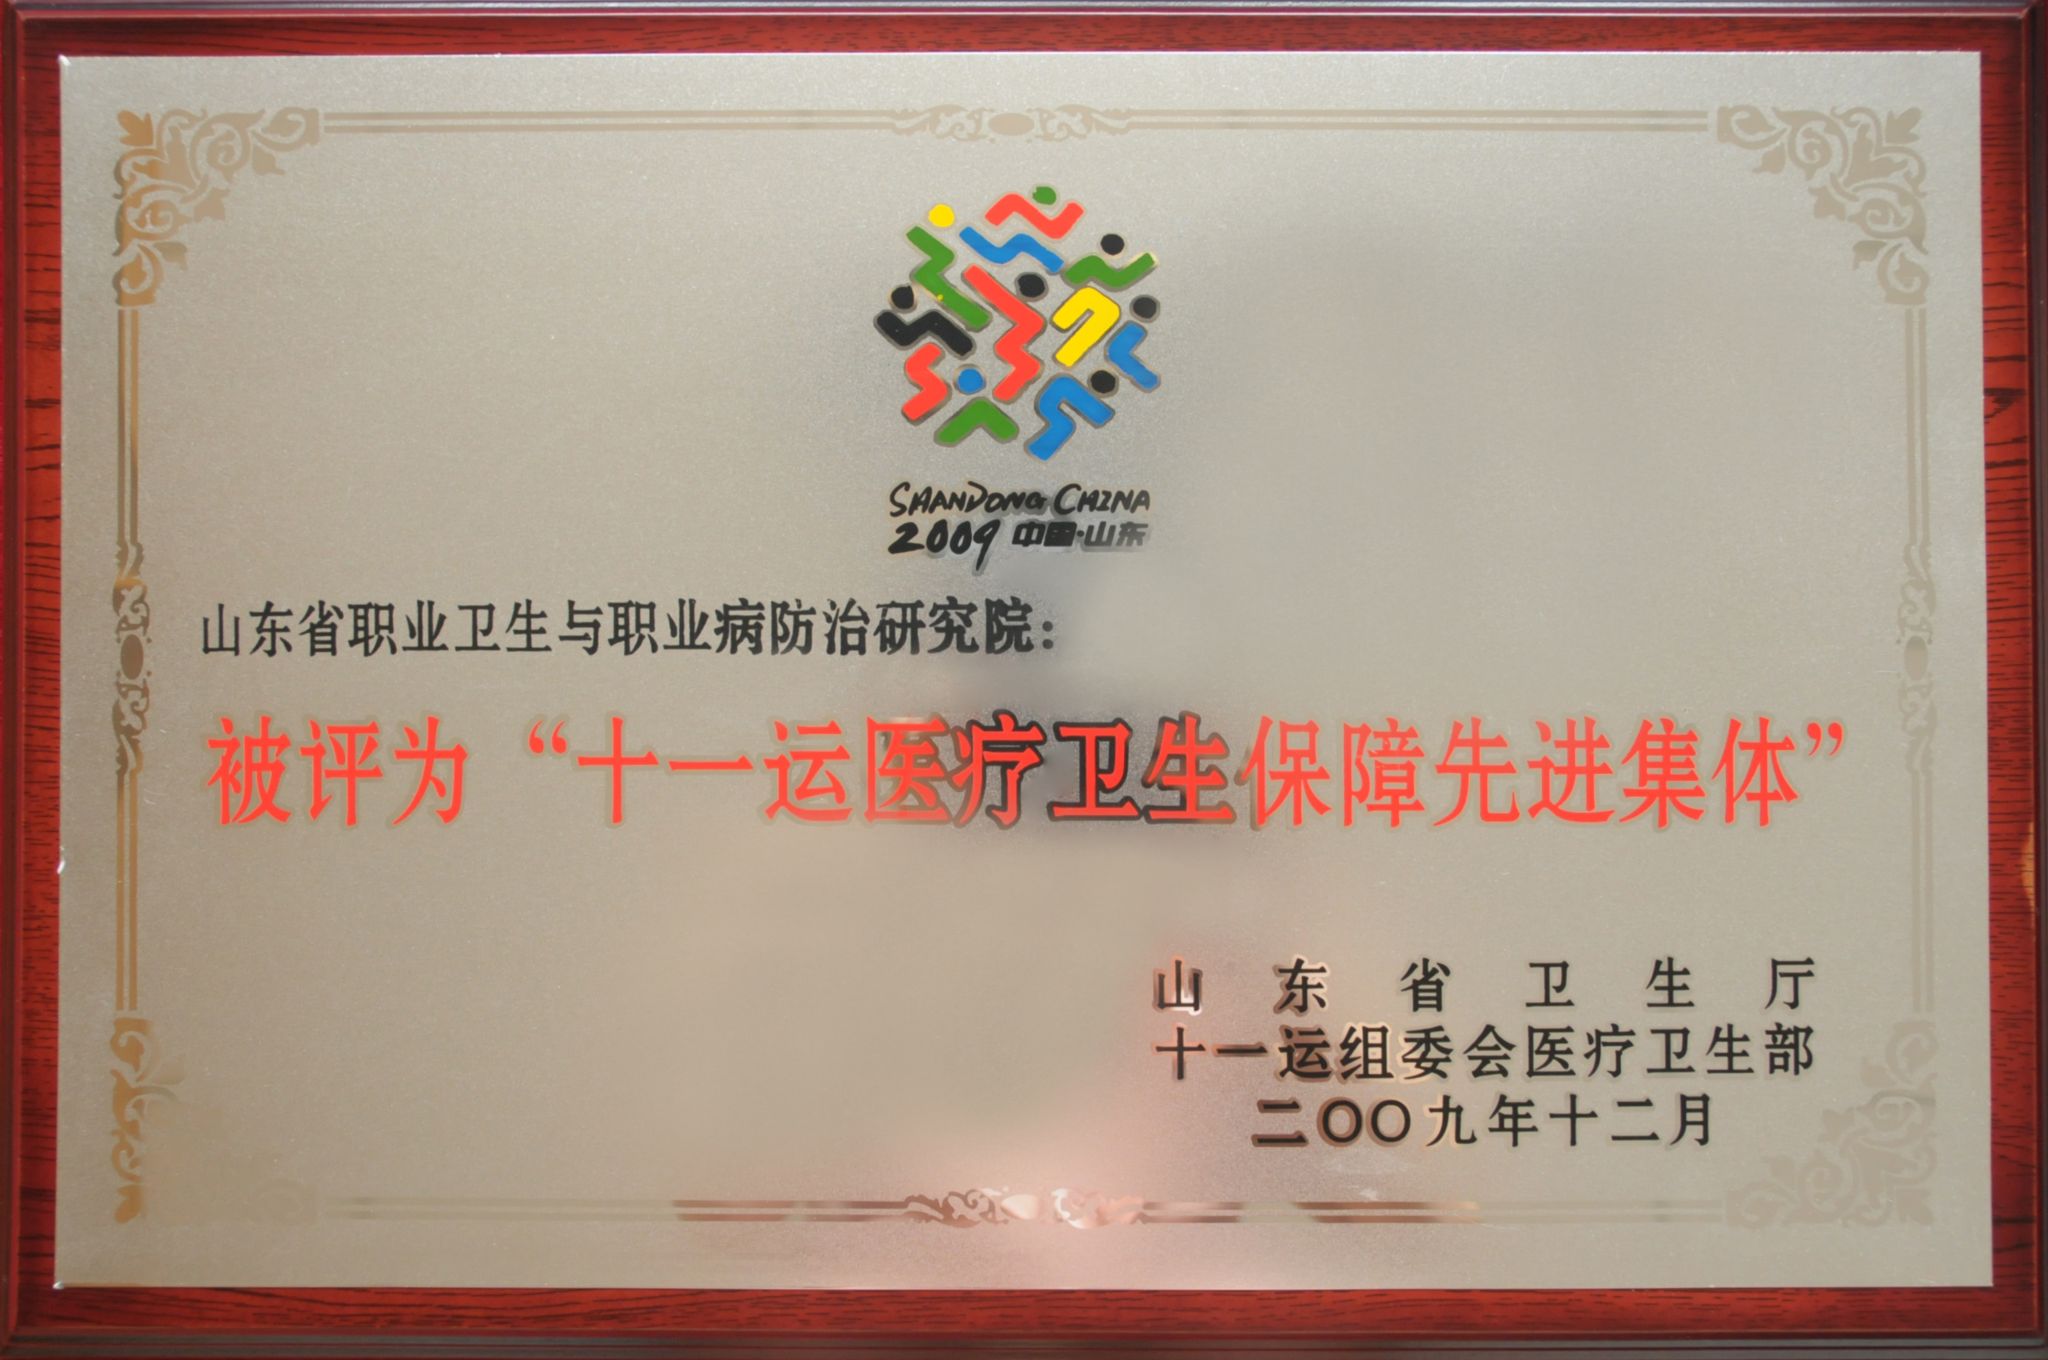 SHANDONG CHINA
2009 中国·山东
山东省职业卫生与职业病防治研究院：
被评为“十一运医疗卫生保障先进集体”
山东省卫生厅
十一运组委会医疗卫生部
二〇〇九年十二月